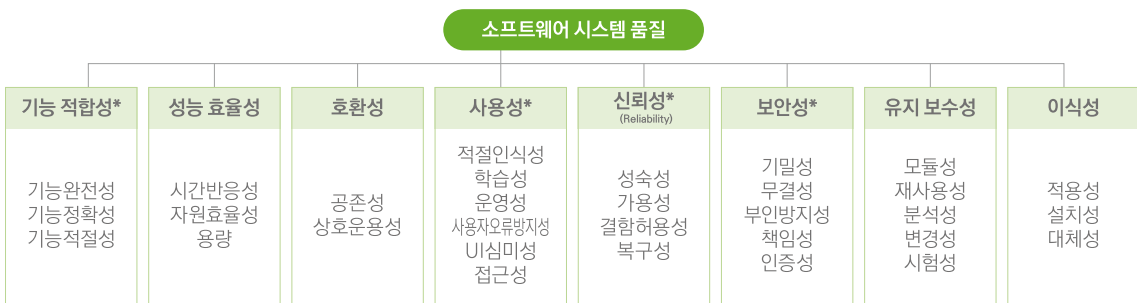 소프트웨어 시스템 품질
기능 적합성*
기능완전성
기능정확성
기능적절성
성능 효율성
시간반응성
자원효율성
용량
호환성
공존성
상호운용성
사용성*
적절인식성
학습성
운영성
사용자오류방지성
UI심미성
접근성
신뢰성*
(Reliability)
성숙성
가용성
결함허용성
복구성
보안성*
기밀성
무결성
부인방지성
책임성
인증성
유지 보수성
모듈성
재사용성
분석성
변경성
시험성
이식성
적용성
설치성
대체성